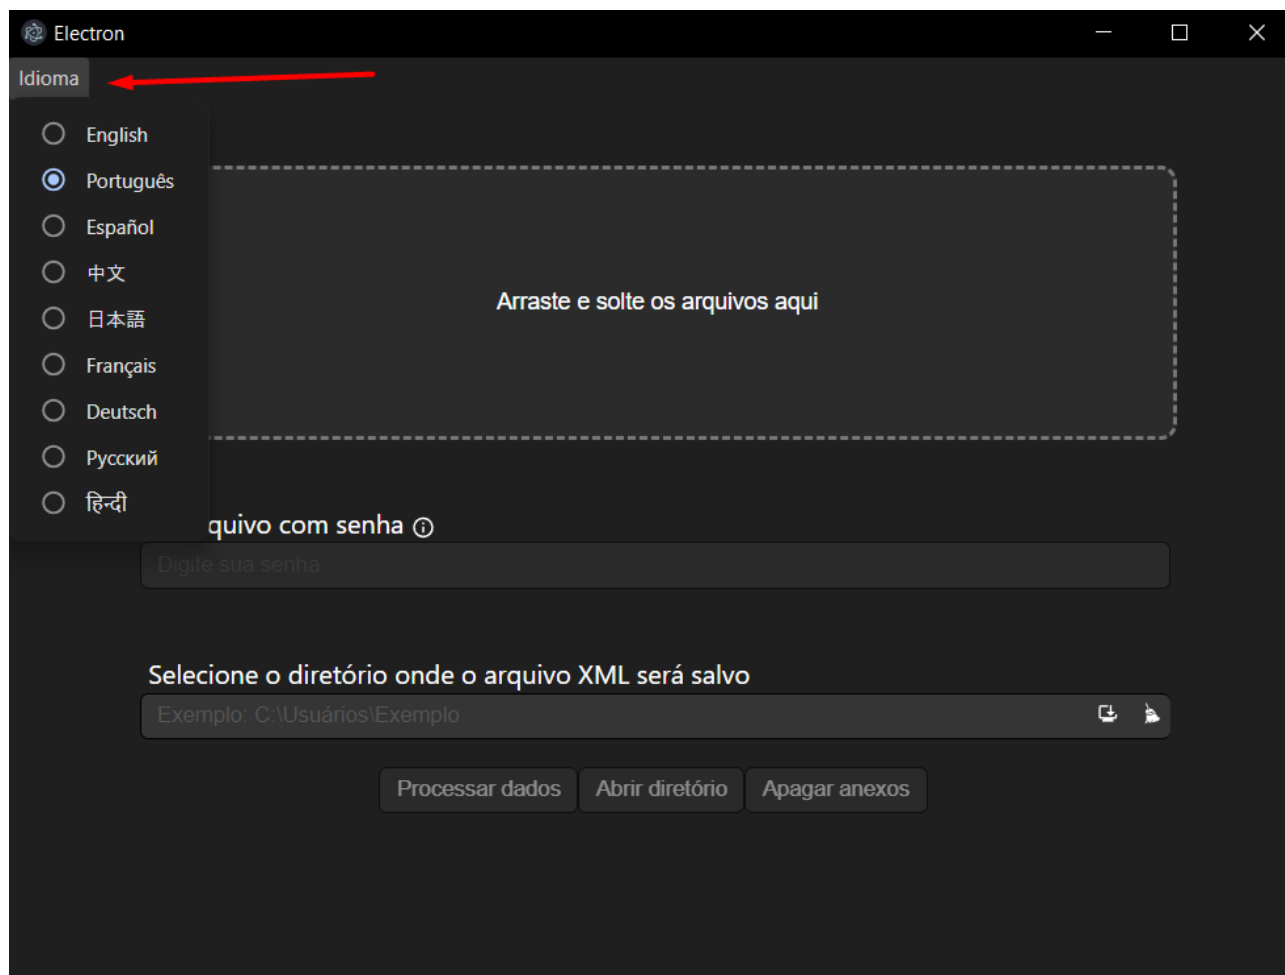 Electron
Idioma
English
Português
Español
中文
日本語
Français
Deutsch
Русский
हिन्दी
Arraste e solte os arquivos aqui
quivo com senha
Digite sua senha
Selecione o diretório onde o arquivo XML será salvo
Exemplo: C:\Usuários\Exemplo
Processar dados Abrir diretório Apagar anexos